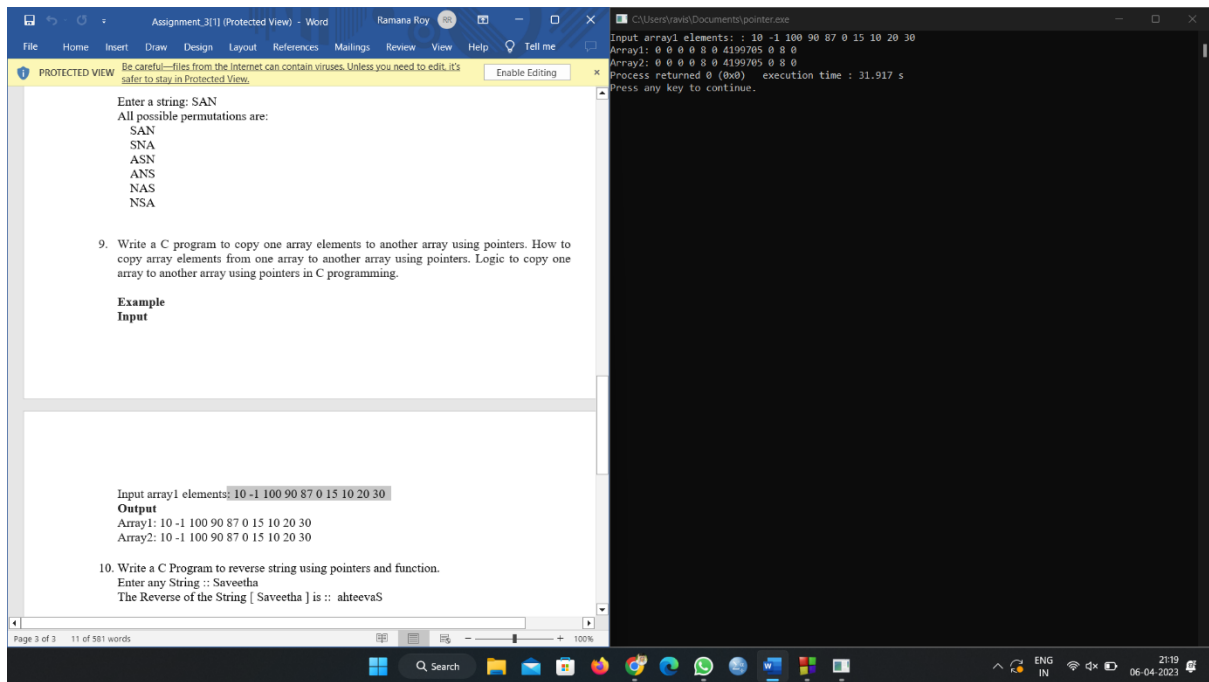 Assignment_3[1] (Protected View) - Word
Ramana Roy
RR
File Home Insert Draw Design Layout References Mailings Review View Help Tell me
PROTECTED VIEW Be careful—files from the Internet can contain viruses. Unless you need to edit, it's safer to stay in Protected View. Enable Editing
Enter a string: SAN
All possible permutations are:
SAN
SNA
ASN
ANS
NAS
NSA
9. Write a C program to copy one array elements to another array using pointers. How to
copy array elements from one array to another array using pointers. Logic to copy one
array to another array using pointers in C programming.
Example
Input
Input array1 elements: 10 -1 100 90 87 0 15 10 20 30
Output
Array1: 10 -1 100 90 87 0 15 10 20 30
Array2: 10 -1 100 90 87 0 15 10 20 30
10. Write a C Program to reverse string using pointers and function.
Enter any String :: Saveetha
The Reverse of the String [ Saveetha ] is :: ahteevaS
Page 3 of 3 11 of 581 words
100%
C:\Users\ravis\Documents\pointer.exe
Input array1 elements: : 10 -1 100 90 87 0 15 10 20 30
Array1: 0 0 0 0 8 0 4199705 0 8 0
Array2: 0 0 0 0 8 0 4199705 0 8 0
Process returned 0 (0x0) execution time : 31.917 s
Press any key to continue.
Search
ENG
IN
21:19
06-04-2023